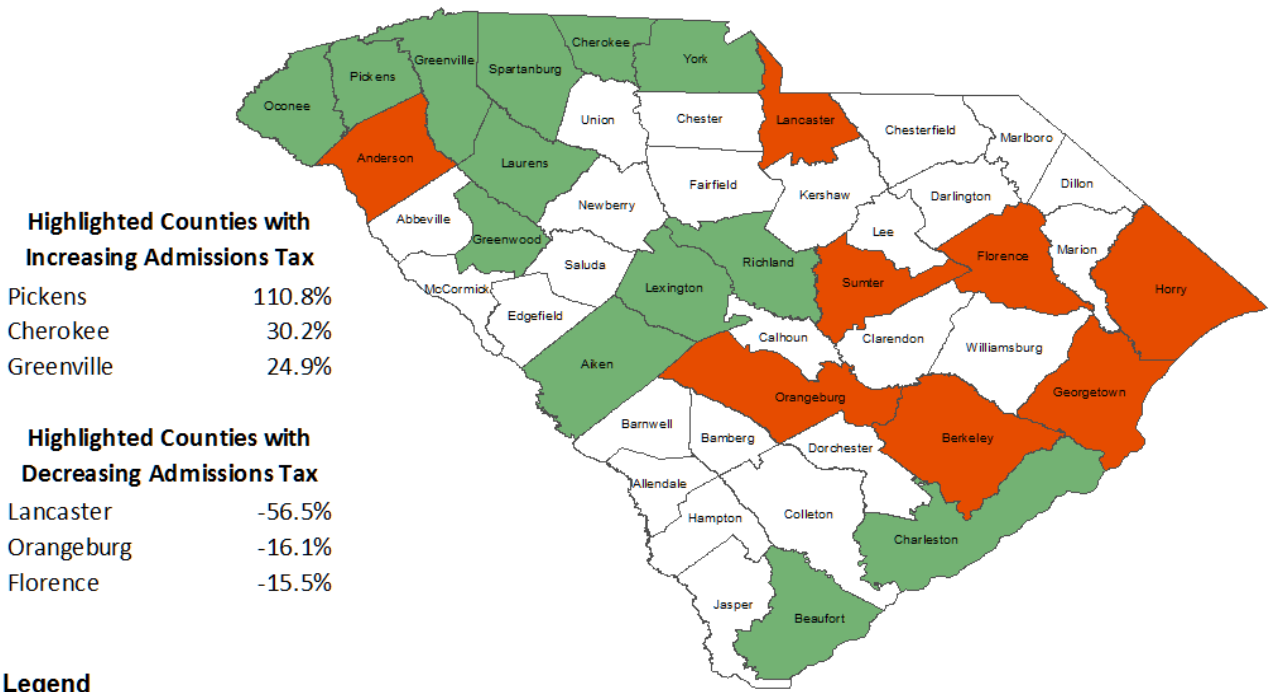 Highlighted Counties with
Increasing Admissions Tax
Pickens 110.8%
Cherokee 30.2%
Greenville 24.9%
Highlighted Counties with
Decreasing Admissions Tax
Lancaster -56.5%
Orangeburg -16.1%
Florence -15.5%
Legend
Cherokee
York
Greenville
Spartanburg
Pickens
Oconee
Union
Chester
Lancaster
Chesterfield
Marlboro
Anderson
Laurens
Fairfield
Kershaw
Darlington
Dillon
Abbeville
Newberry
Greenwood
Lee
Marion
Saluda
Richland
Florence
McCormick
Lexington
Sumter
Horry
Edgefield
Calhoun
Clarendon
Williamsburg
Aiken
Orangeburg
Georgetown
Barnwell
Bamberg
Dorchester
Berkeley
Allendale
Hampton
Colleton
Charleston
Jasper
Beaufort